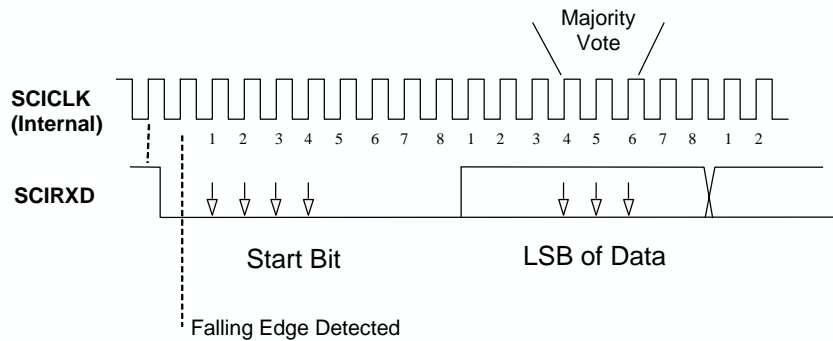 Majority
Vote
SCICLK
(Internal)
1 2 3 4 5 6 7 8 1 2 3 4 5 6 7 8 1 2
SCIRXD
Start Bit
LSB of Data
Falling Edge Detected